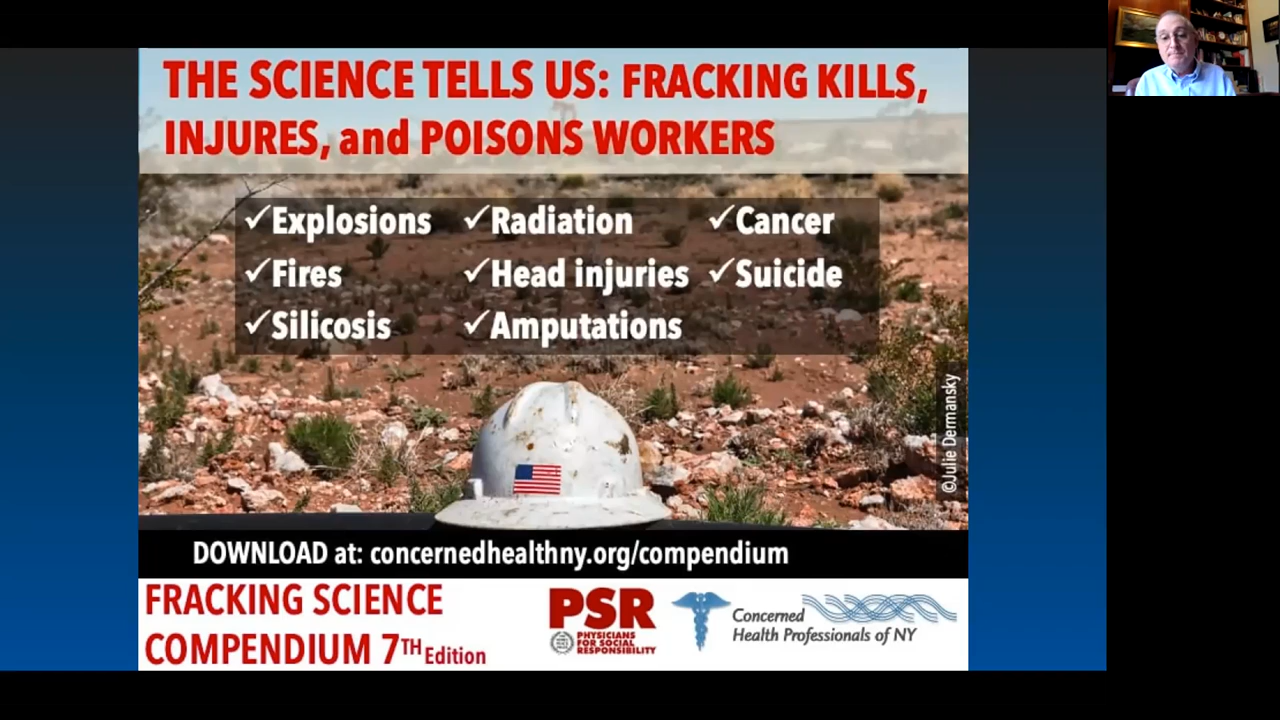 THE SCIENCE TELLS US: FRACKING KILLS,
INJURES, and POISONS WORKERS
✓Explosions ✓Radiation ✓Cancer
✓Fires ✓Head injuries ✓Suicide
✓Silicosis ✓Amputations
©Julie Dermansky
DOWNLOAD at: concernedhealthny.org/compendium
FRACKING SCIENCE
COMPENDIUM 7TH Edition
PSR
PHYSICIANS
FOR SOCIAL
RESPONSIBILITY
Concerned
Health Professionals of NY